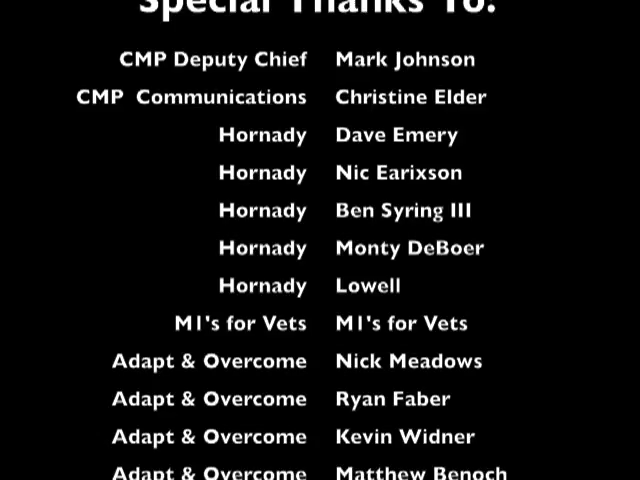 Special Thanks To:
CMP Deputy Chief Mark Johnson
CMP Communications Christine Elder
Hornady Dave Emery
Hornady Nic Earixson
Hornady Ben Syring III
Hornady Monty DeBoer
Hornady Lowell
M1's for Vets M1's for Vets
Adapt & Overcome Nick Meadows
Adapt & Overcome Ryan Faber
Adapt & Overcome Kevin Widner
Adapt & Overcome Matthew Benoch